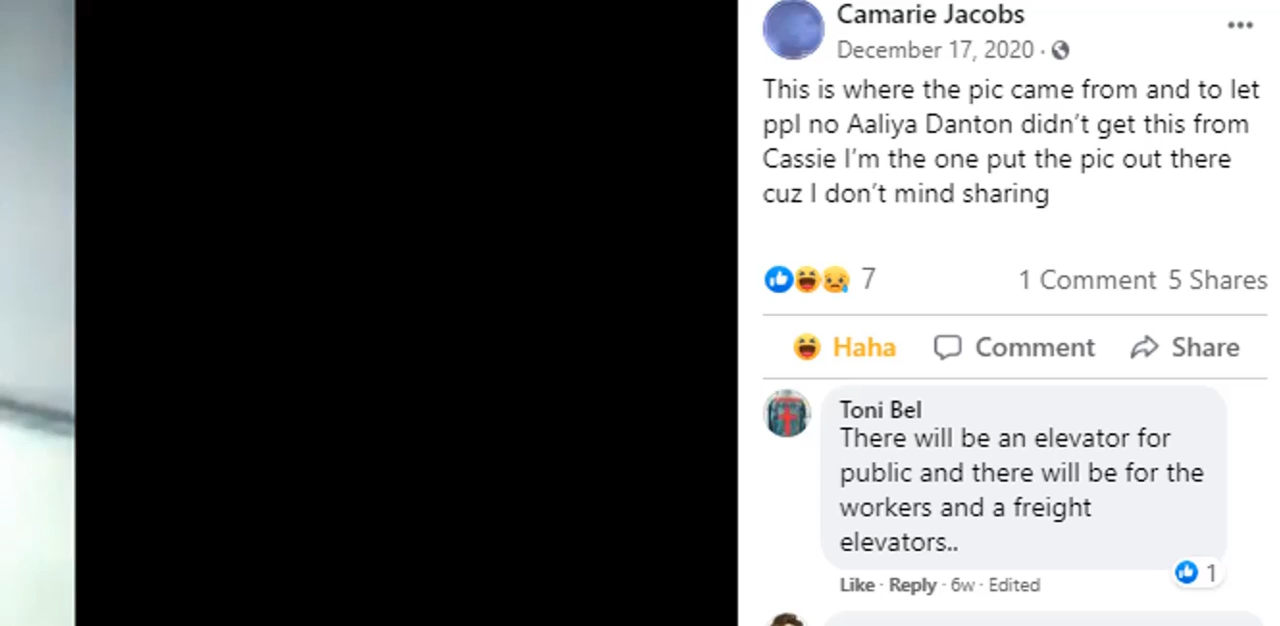 Camarie Jacobs
December 17, 2020 ·
This is where the pic came from and to let
ppl no Aaliya Danton didn't get this from
Cassie I'm the one put the pic out there
cuz I don't mind sharing
7
1 Comment 5 Shares
Haha Comment Share
Toni Bel
There will be an elevator for
public and there will be for the
workers and a freight
elevators..
1
Like · Reply · 6w · Edited